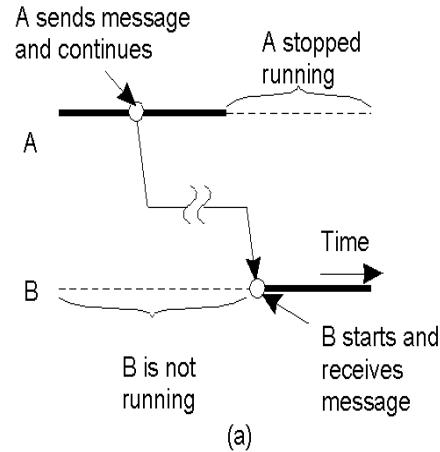 A sends message
and continues
A stopped
running
A
Time
B
B is not
running
B starts and
receives
message
(a)